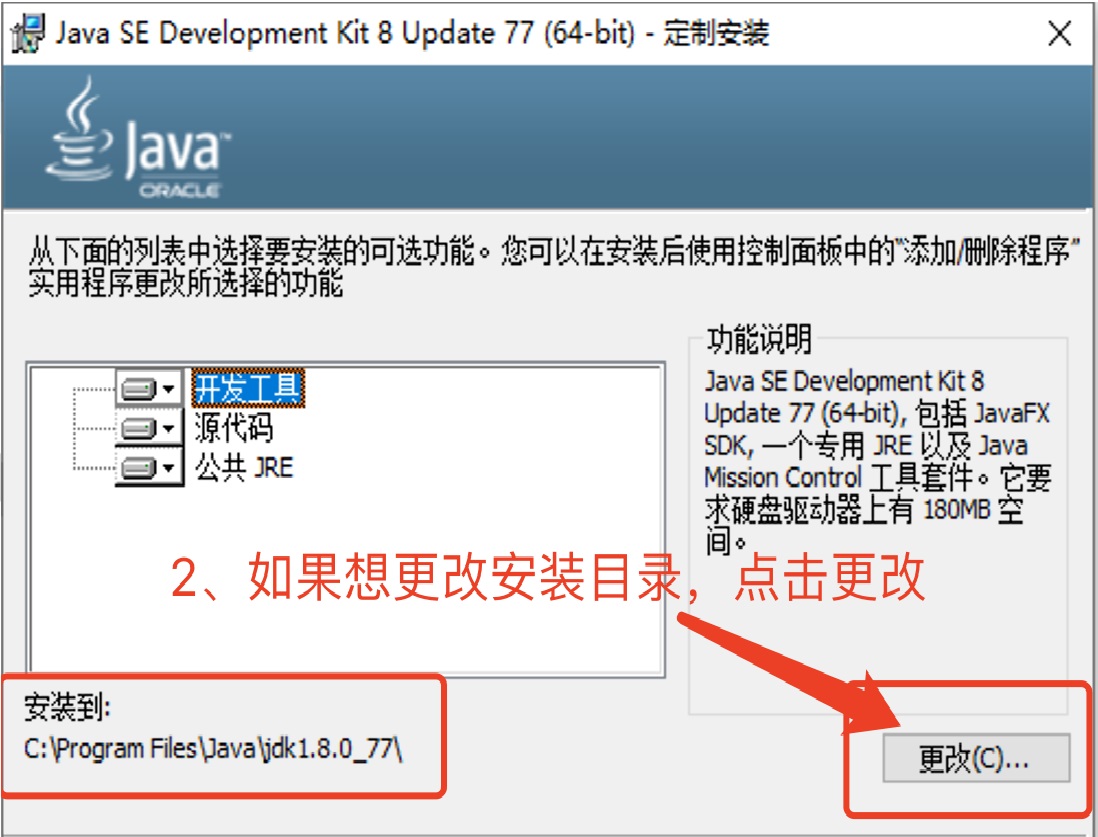 Java SE Development Kit 8 Update 77 (64-bit) - 定制安装
Java™
ORACLE
从下面的列表中选择要安装的可选功能。您可以在安装后使用控制面板中的“添加/删除程序”
实用程序更改所选择的功能
开发工具
源代码
公共 JRE
功能说明
Java SE Development Kit 8
Update 77 (64-bit), 包括 JavaFX
SDK, 一个专用 JRE 以及 Java
Mission Control 工具套件。它要
求硬盘驱动器上有 180MB 空
间。
2、如果想更改安装目录，点击更改
安装到:
C:\Program Files\Java\jdk1.8.0_77\
更改(C)...